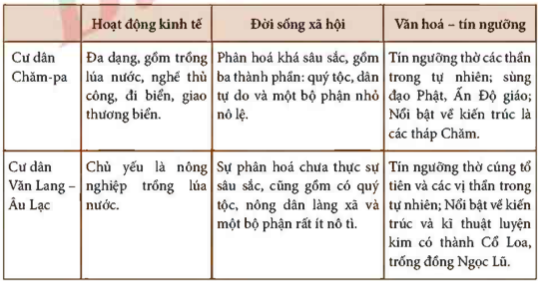 Hoạt động kinh tế
Đời sống xã hội
Văn hoá – tín ngưỡng
Cư dân
Chăm-pa
Đa dạng, gồm trồng
lúa nước, nghề thủ
công, đi biển, giao
thương biển.
Phân hoá khá sâu sắc, gồm
ba thành phần: quý tộc, dân
tự do và một bộ phận nhỏ
nô lệ.
Tín ngưỡng thờ các thần
trong tự nhiên; sùng
đạo Phật, Ấn Độ giáo;
Nổi bật về kiến trúc là
các tháp Chăm.
Cư dân
Văn Lang –
Âu Lạc
Chủ yếu là nông
nghiệp trồng lúa
nước.
Sự phân hoá chưa thực sự
sâu sắc, cũng gồm có quý
tộc, nông dân làng xã và
một bộ phận rất ít nô tì.
Tín ngưỡng thờ cúng tổ
tiên và các vị thần trong
tự nhiên; Nổi bật về kiến
trúc và kĩ thuật luyện
kim có thành Cổ Loa,
trống đồng Ngọc Lũ.